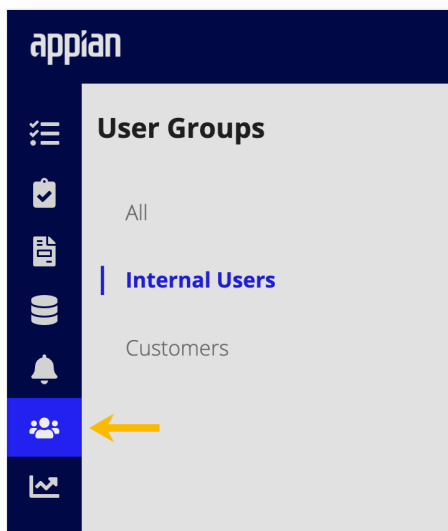 appian
User Groups
All
Internal Users
Customers